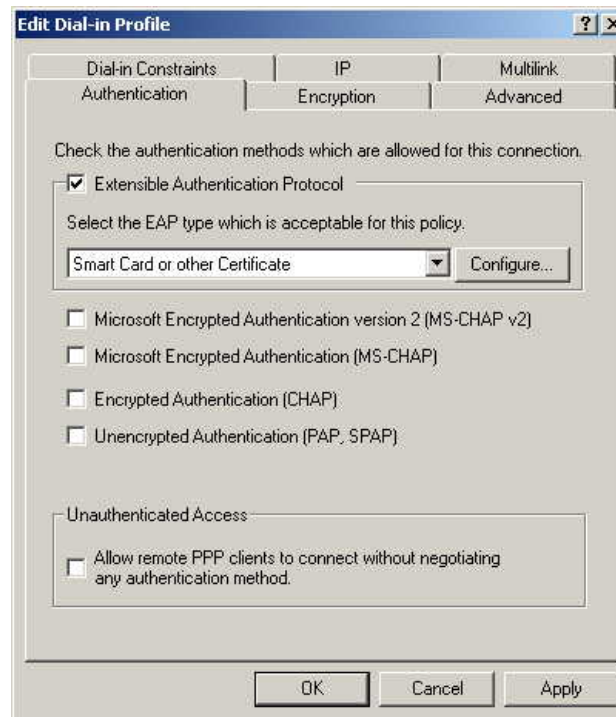 Edit Dial-in Profile
Dial-in Constraints IP Multilink
Authentication Encryption Advanced
Check the authentication methods which are allowed for this connection.
Extensible Authentication Protocol
Select the EAP type which is acceptable for this policy.
Smart Card or other Certificate Configure...
Microsoft Encrypted Authentication version 2 (MS-CHAP v2)
Microsoft Encrypted Authentication (MS-CHAP)
Encrypted Authentication (CHAP)
Unencrypted Authentication (PAP, SPAP)
Unauthenticated Access
Allow remote PPP clients to connect without negotiating
any authentication method.
OK Cancel Apply